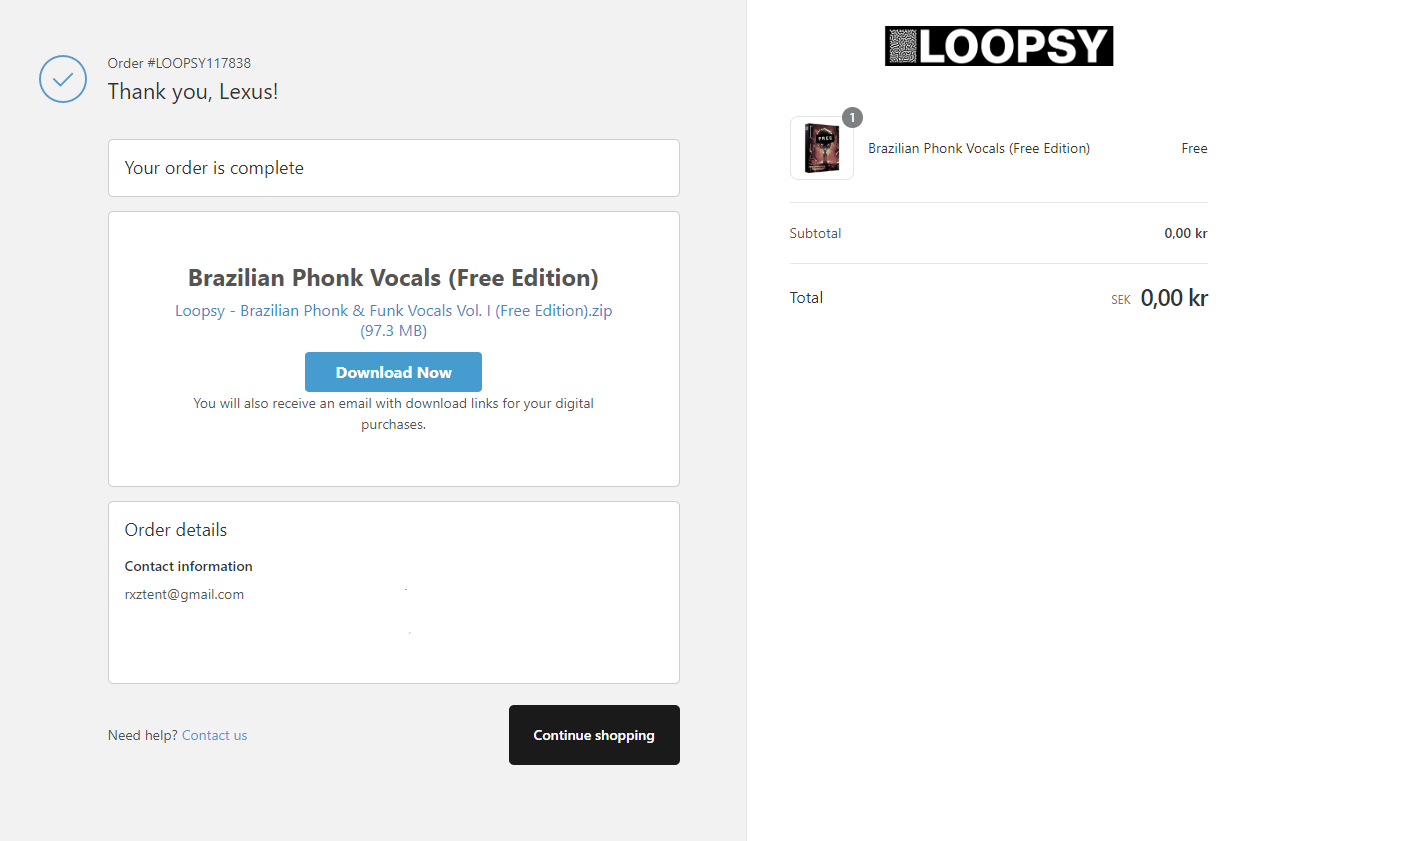 Order #LOOPSY117838
Thank you, Lexus!
Your order is complete
Brazilian Phonk Vocals (Free Edition)
Loopsy - Brazilian Phonk & Funk Vocals Vol. I (Free Edition).zip
(97.3 MB)
Download Now
You will also receive an email with download links for your digital
purchases.
Order details
Contact information
rxztent@gmail.com
Need help? Contact us
Continue shopping
LOOPSY
FREE
1
Brazilian Phonk Vocals (Free Edition)
Free
Subtotal
0,00 kr
Total
SEK 0,00 kr